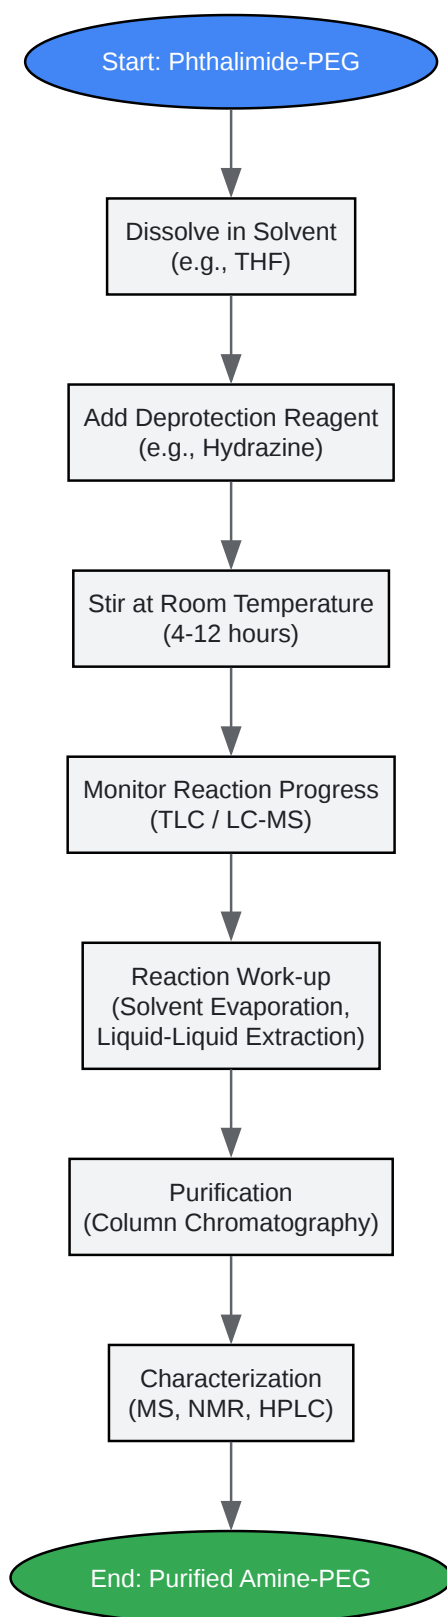 Start: Phthalimide-PEG
Dissolve in Solvent
(e.g., THF)
Add Deprotection Reagent
(e.g., Hydrazine)
Stir at Room Temperature
(4-12 hours)
Monitor Reaction Progress
(TLC / LC-MS)
Reaction Work-up
(Solvent Evaporation,
Liquid-Liquid Extraction)
Purification
(Column Chromatography)
Characterization
(MS, NMR, HPLC)
End: Purified Amine-PEG